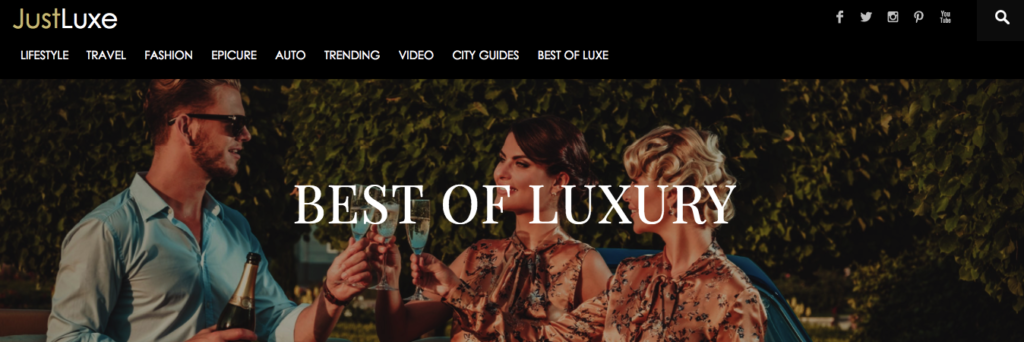 JustLuxe
You
Tube
LIFESTYLE TRAVEL FASHION EPICURE AUTO TRENDING VIDEO CITY GUIDES BEST OF LUXE
BEST OF LUXURY